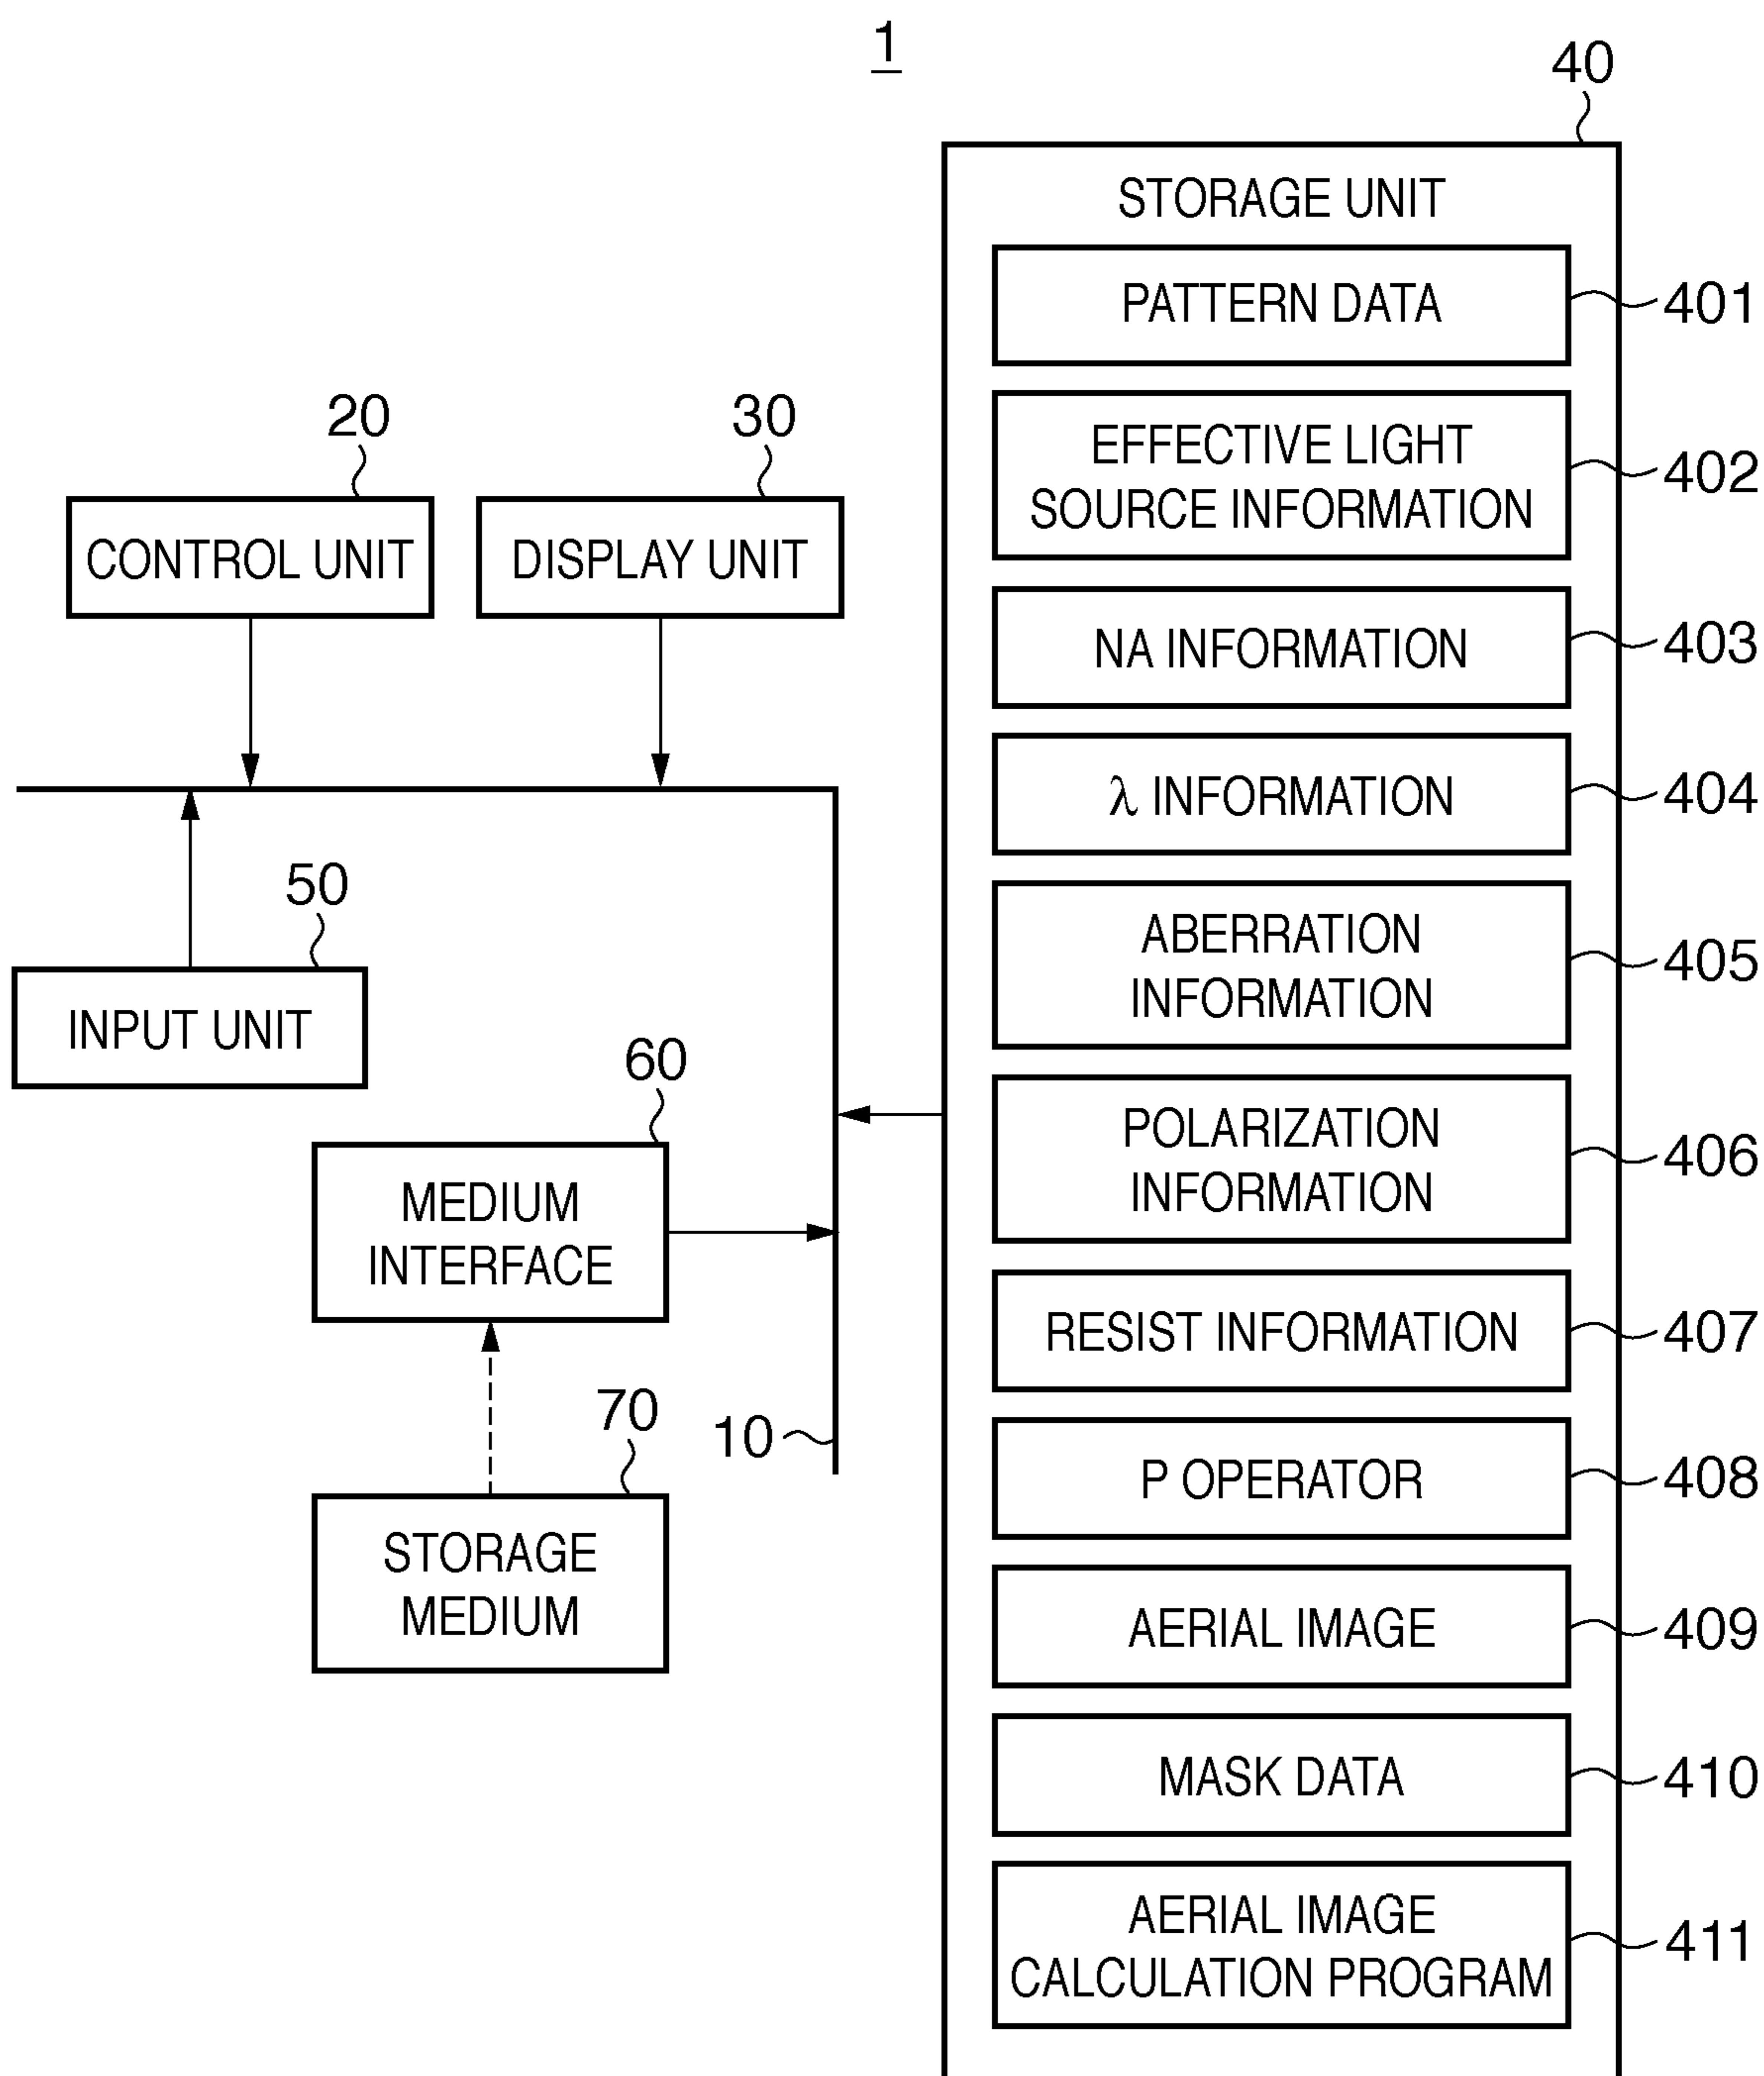 1
40
STORAGE UNIT
PATTERN DATA
401
EFFECTIVE LIGHT
SOURCE INFORMATION
402
NA INFORMATION
403
λ INFORMATION
404
ABERRATION
INFORMATION
405
POLARIZATION
INFORMATION
406
RESIST INFORMATION
407
P OPERATOR
408
AERIAL IMAGE
409
MASK DATA
410
AERIAL IMAGE
CALCULATION PROGRAM
411
20
CONTROL UNIT
30
DISPLAY UNIT
50
INPUT UNIT
60
MEDIUM
INTERFACE
70
STORAGE
MEDIUM
10